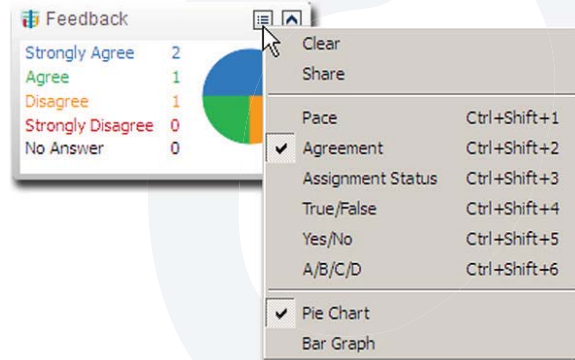 Feedback
Strongly Agree 2
Agree 1
Disagree 1
Strongly Disagree 0
No Answer 0
Clear
Share
Pace Ctrl+Shift+1
Agreement Ctrl+Shift+2
Assignment Status Ctrl+Shift+3
True/False Ctrl+Shift+4
Yes/No Ctrl+Shift+5
A/B/C/D Ctrl+Shift+6
Pie Chart
Bar Graph